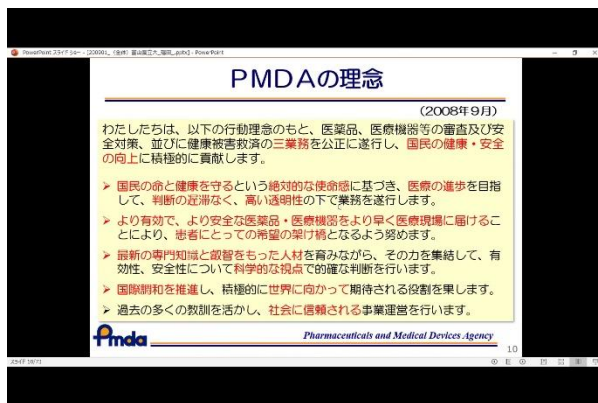 PMDAの理念
(2008年9月)
わたしたちは、以下の行動理念のもと、医薬品、医療機器等の審査及び安
全対策、並びに健康被害救済の三業務を公正に遂行し、国民の健康・安全
の向上に積極的に貢献します。
➢ 国民の命と健康を守るという絶対的な使命感に基づき、医療の進歩を目指
して、判断の遅滞なく、高い透明性の下で業務を遂行します。
➢ より有効で、より安全な医薬品・医療機器をより早く医療現場に届けるこ
とにより、患者にとっての希望の架け橋となるよう努めます。
➢ 最新の専門知識と叡智をもった人材を育みながら、その力を集結して、有
効性、安全性について科学的な視点で的確な判断を行います。
➢ 国際調和を推進し、積極的に世界に向かって期待される役割を果します。
➢ 過去の多くの教訓を活かし、社会に信頼される事業運営を行います。
Pmda
Pharmaceuticals and Medical Devices Agency
10